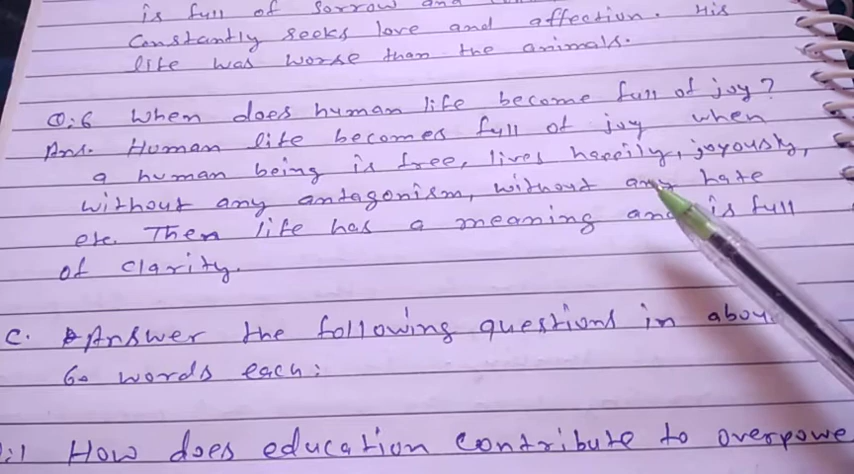 is full of sorrow and
constantly seeks love and affection. His
life was worse than the animals.
Q:6 When does human life become full of joy?
Ans. Human life becomes full of joy when
a human being is free, lives happily, joyously,
without any antagonism, without any hate
etc. Then life has a meaning and is full
of clarity.
C. Answer the following questions in abou
60 words each:
:1 How does education contribute to overpowe